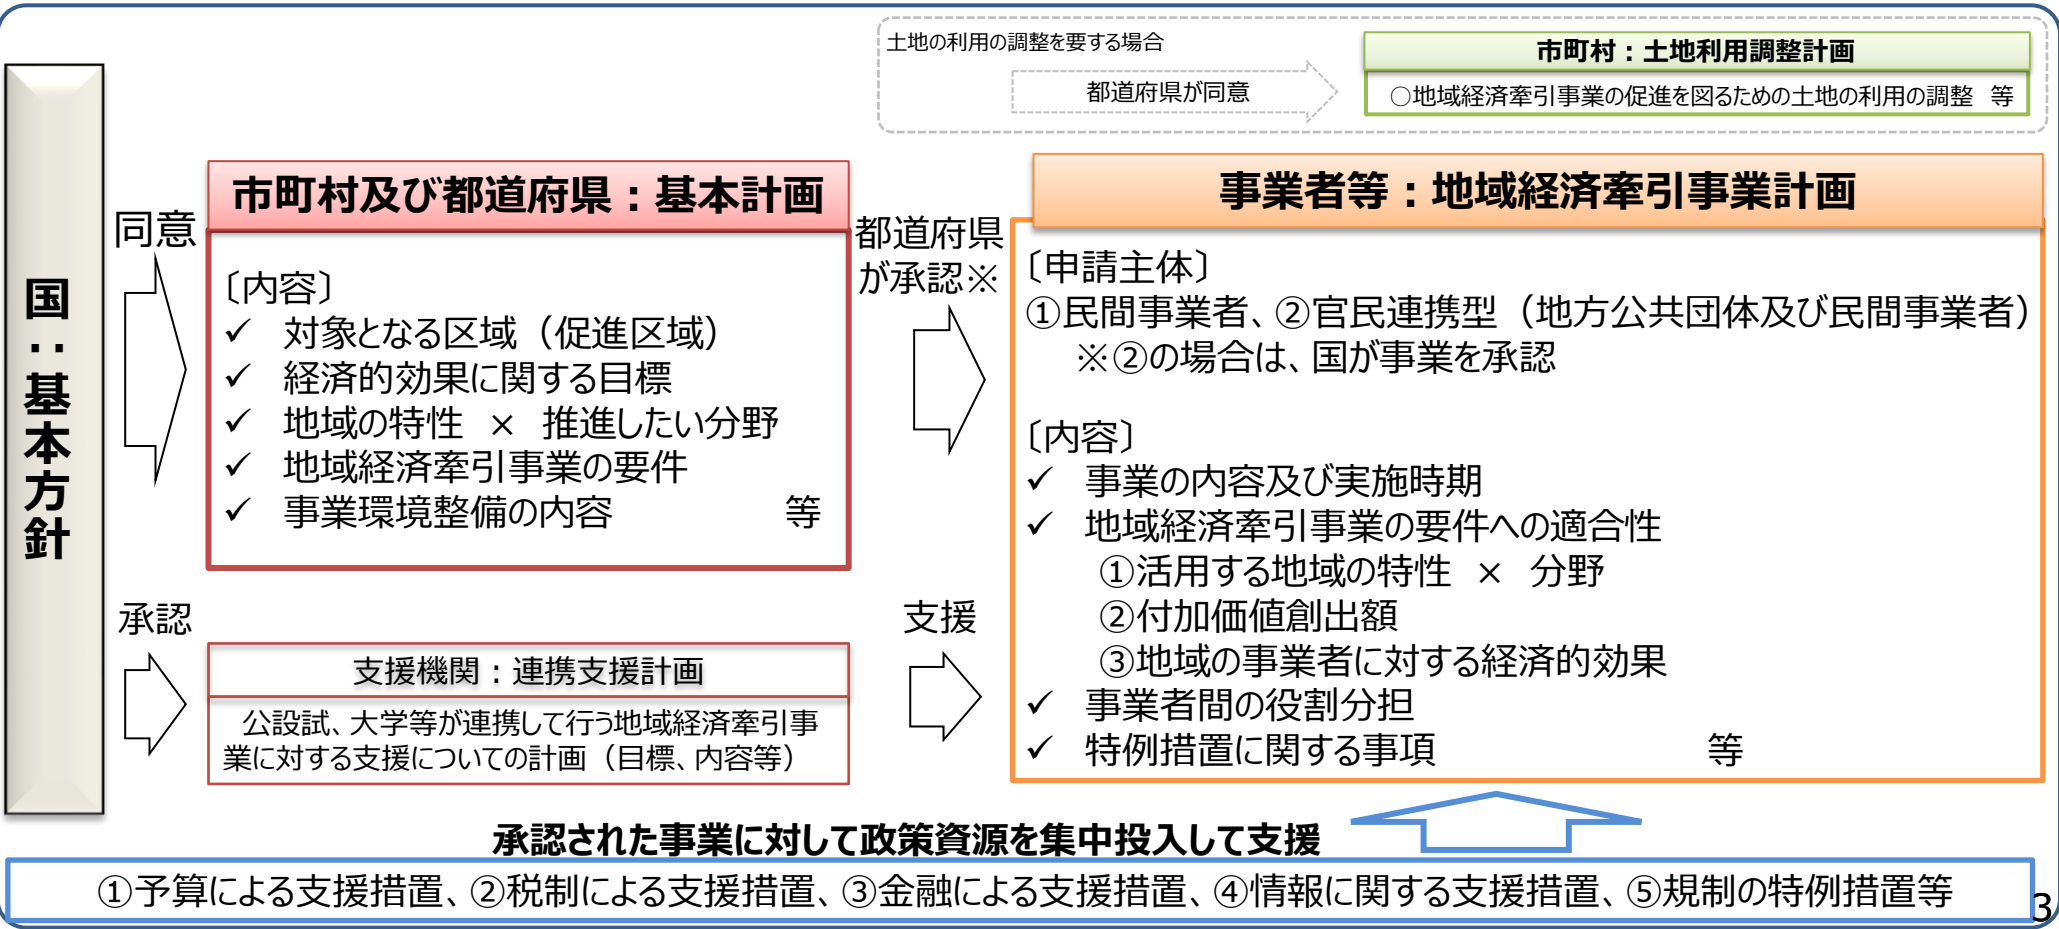 土地の利用の調整を要する場合
都道府県が同意
市町村：土地利用調整計画
○地域経済牽引事業の促進を図るための土地の利用の調整　等
国：基本方針
同意
市町村及び都道府県：基本計画
〔内容〕
✓ 対象となる区域（促進区域）
✓ 経済的効果に関する目標
✓ 地域の特性 × 推進したい分野
✓ 地域経済牽引事業の要件
✓ 事業環境整備の内容　等
都道府県
が承認※
事業者等：地域経済牽引事業計画
〔申請主体〕
①民間事業者、②官民連携型（地方公共団体及び民間事業者）
※②の場合は、国が事業を承認
〔内容〕
✓ 事業の内容及び実施時期
✓ 地域経済牽引事業の要件への適合性
①活用する地域の特性 × 分野
②付加価値創出額
③地域の事業者に対する経済的効果
✓ 事業者間の役割分担
✓ 特例措置に関する事項　等
承認
支援機関：連携支援計画
公設試、大学等が連携して行う地域経済牽引事
業に対する支援についての計画（目標、内容等）
支援
承認された事業に対して政策資源を集中投入して支援
①予算による支援措置、②税制による支援措置、③金融による支援措置、④情報に関する支援措置、⑤規制の特例措置等
3